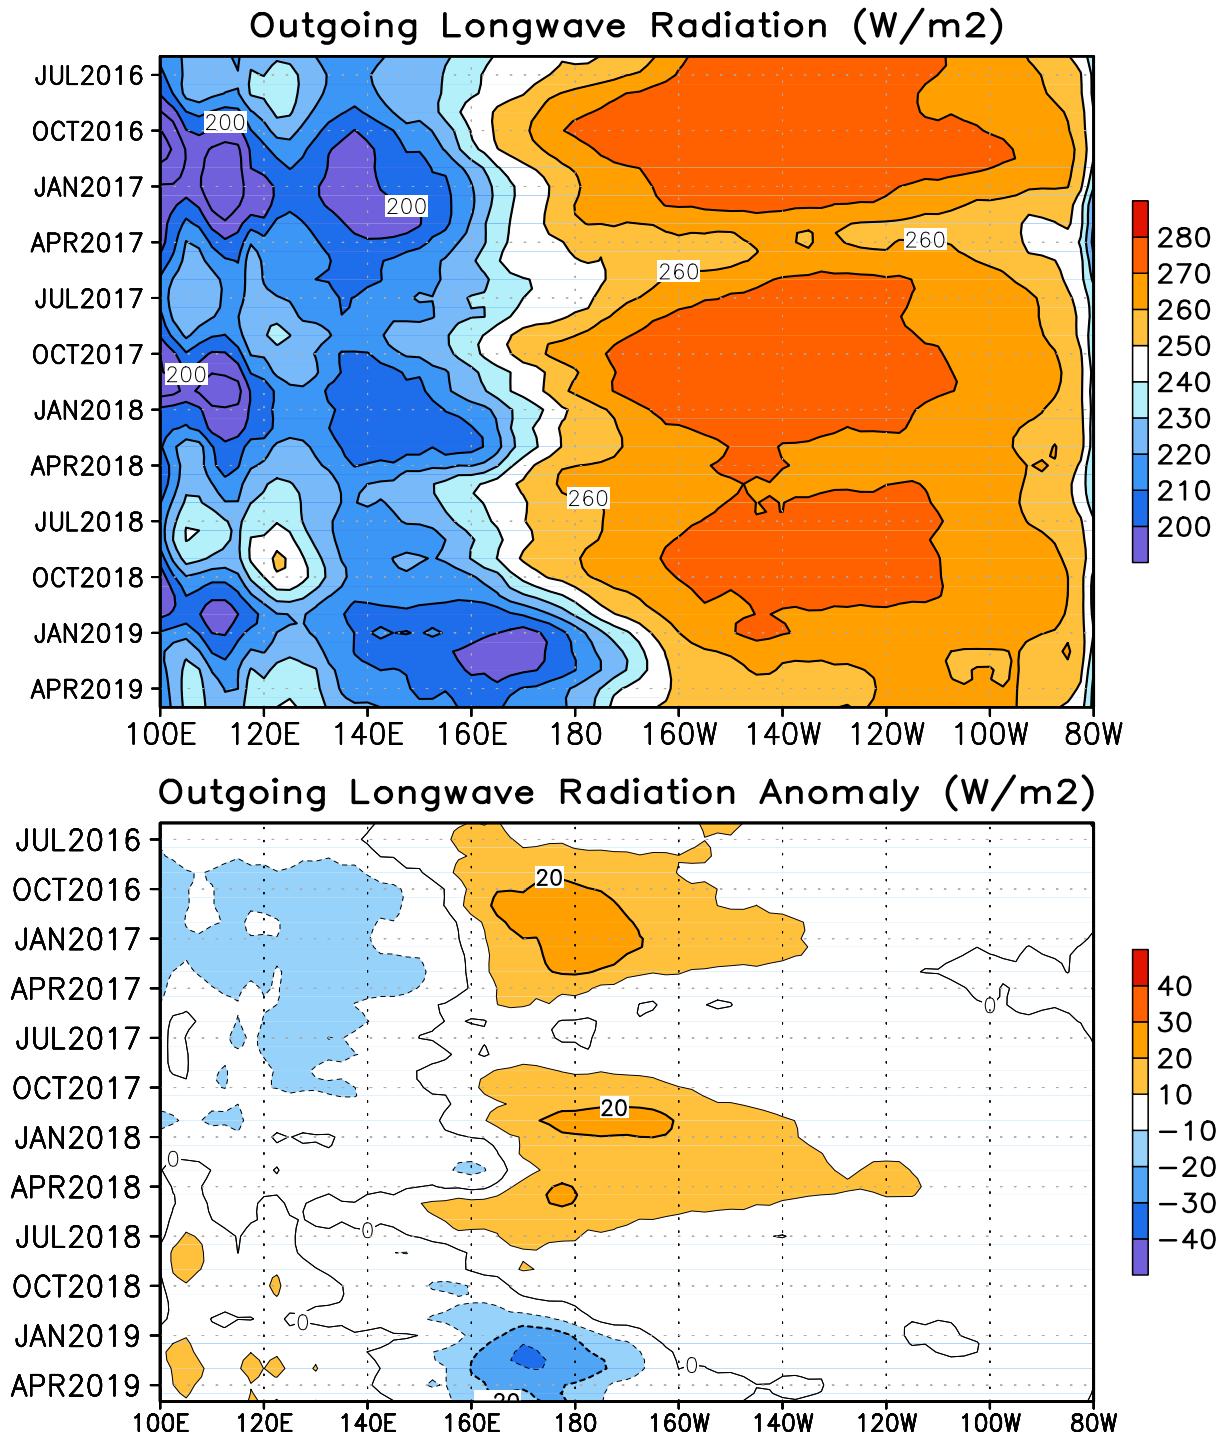 Outgoing Longwave Radiation (W/m2)
JUL2016
OCT2016
JAN2017
APR2017
JUL2017
OCT2017
JAN2018
APR2018
JUL2018
OCT2018
JAN2019
APR2019
200
200
260
260
200
260
100E 120E 140E 160E 180 160W 140W 120W 100W 80W
280
270
260
250
240
230
220
210
200
Outgoing Longwave Radiation Anomaly (W/m2)
JUL2016
OCT2016
JAN2017
APR2017
JUL2017
OCT2017
JAN2018
APR2018
JUL2018
OCT2018
JAN2019
APR2019
20
0
20
0
0
0
0
100E 120E 140E 160E 180 160W 140W 120W 100W 80W
40
30
20
10
-10
-20
-30
-40